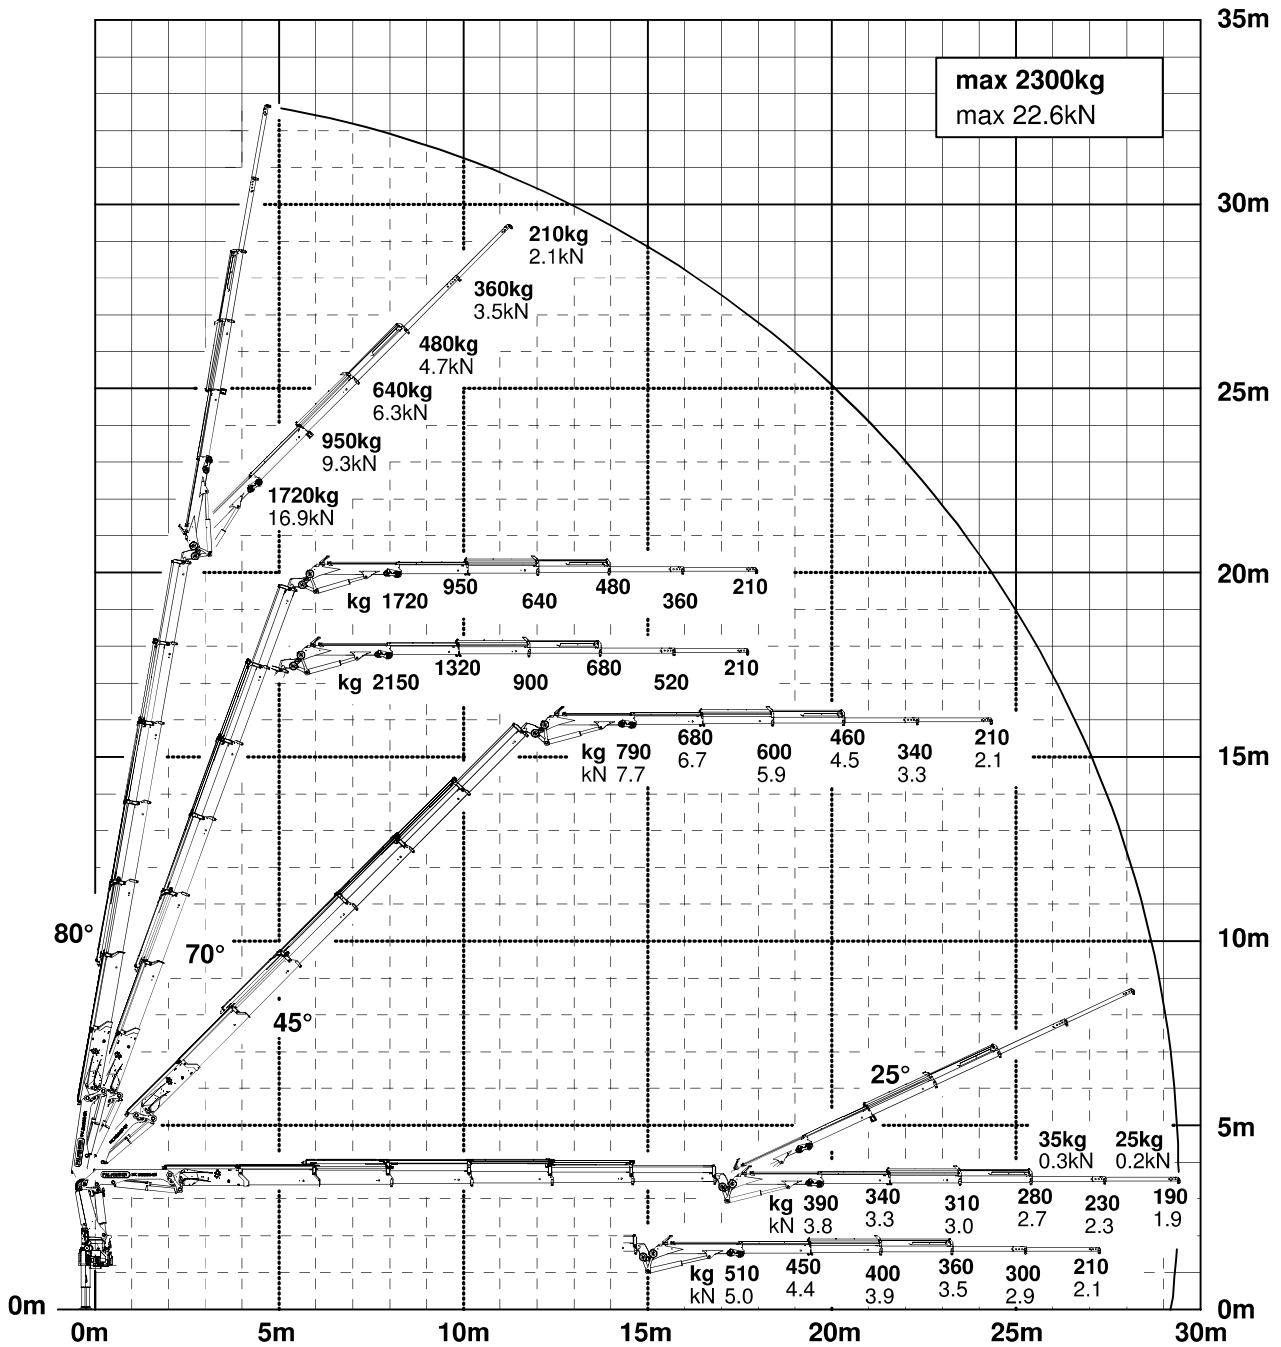 35m
max 2300kg
max 22.6kN
30m
210kg
2.1kN
360kg
3.5kN
480kg
4.7kN
25m
640kg
6.3kN
950kg
9.3kN
1720kg
16.9kN
20m
kg 1720 950 640 480 360 210
kg 2150 1320 900 680 520 210
kg 790 680 600 460 340 210
kN 7.7 6.7 5.9 4.5 3.3 2.1
15m
80°
70°
10m
45°
25°
5m
35kg 25kg
0.3kN 0.2kN
kg 390 340 310 280 230 190
kN 3.8 3.3 3.0 2.7 2.3 1.9
kg 510 450 400 360 300 210
kN 5.0 4.4 3.9 3.5 2.9 2.1
0m 0m
0m 5m 10m 15m 20m 25m 30m